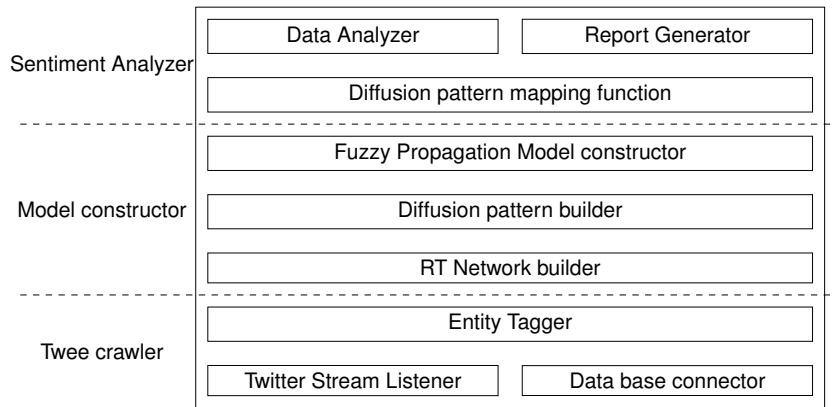 Data Analyzer
Report Generator
Sentiment Analyzer
Diffusion pattern mapping function
Fuzzy Propagation Model constructor
Model constructor
Diffusion pattern builder
RT Network builder
Entity Tagger
Twee crawler
Twitter Stream Listener
Data base connector